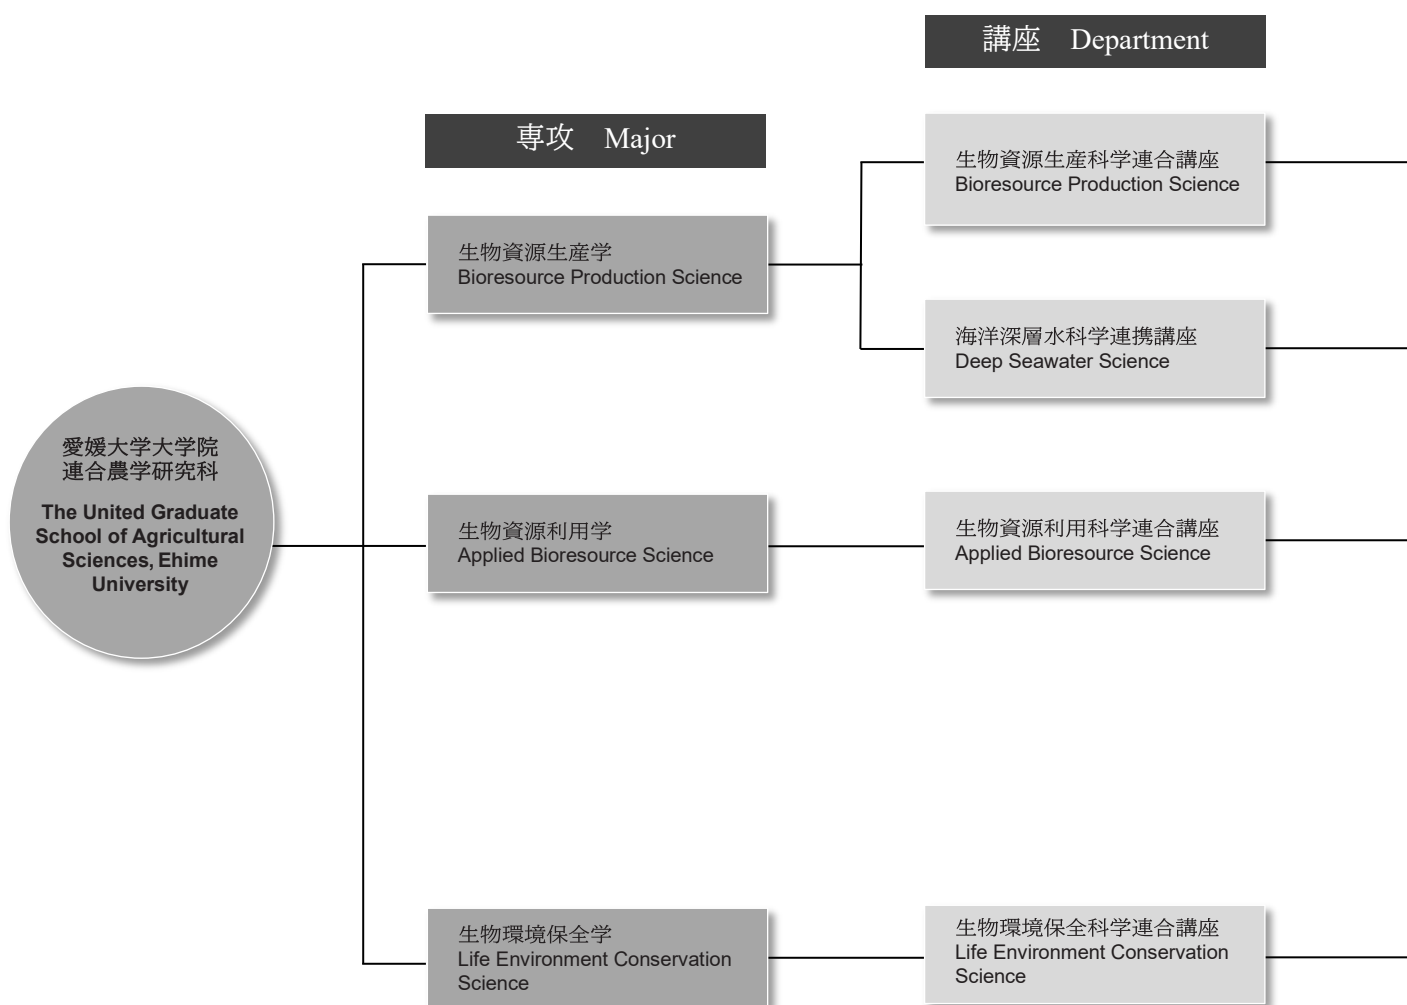 講座　Department
専攻　Major
生物資源生産科学連合講座
Bioresource Production Science
生物資源生産学
Bioresource Production Science
海洋深層水科学連携講座
Deep Seawater Science
愛媛大学大学院
連合農学研究科
The United Graduate
School of Agricultural
Sciences, Ehime
University
生物資源利用学
Applied Bioresource Science
生物資源利用科学連合講座
Applied Bioresource Science
生物環境保全学
Life Environment Conservation
Science
生物環境保全科学連合講座
Life Environment Conservation
Science